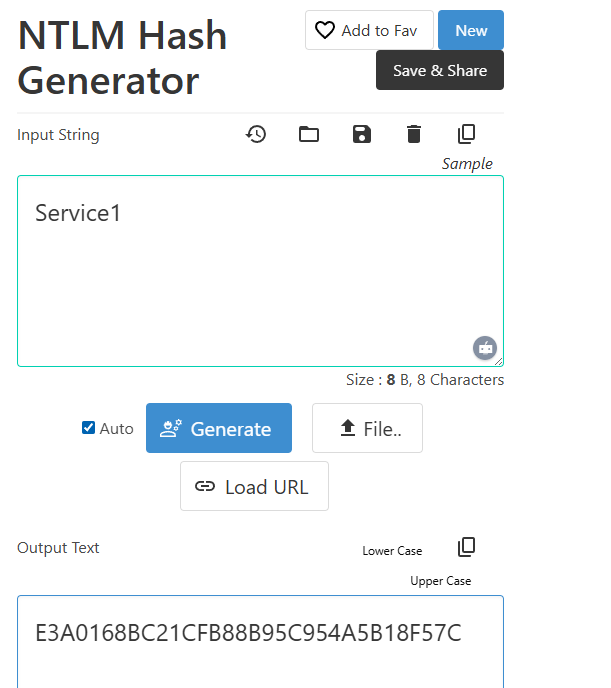 NTLM Hash
Generator
Add to Fav
New
Save & Share
Input String
Sample
Service1
Size : 8 B, 8 Characters
Auto
Generate
File..
Load URL
Output Text
Lower Case
Upper Case
E3A0168BC21CFB88B95C954A5B18F57C